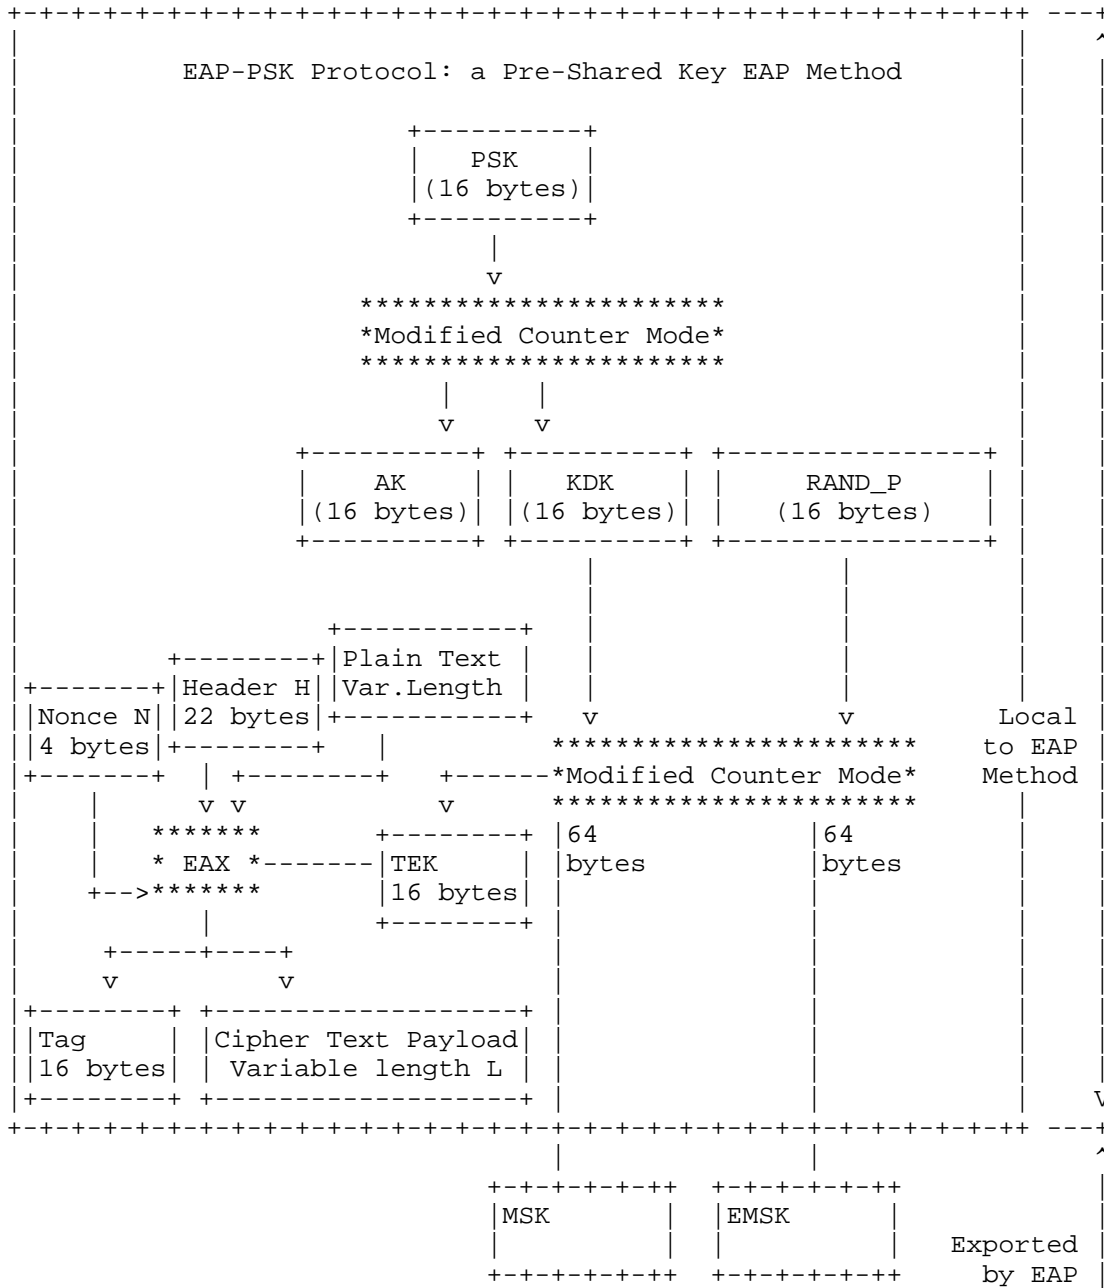 +-+-+-+-+-+-+-+-+-+-+-+-+-+-+-+-+-+-+-+-+-+-+-+-+-+-+-+-+-+-+-++ ---+
|                                                              |    ^
|          EAP-PSK Protocol: a Pre-Shared Key EAP Method       |    |
|                                                              |    |
|                        +----------+                          |    |
|                        |   PSK    |                          |    |
|                        |(16 bytes)|                          |    |
|                        +----------+                          |    |
|                             |                                |    |
|                             v                                |    |
|                     ***********************                  |    |
|                     *Modified Counter Mode*                  |    |
|                     ***********************                  |    |
|                          |     |                             |    |
|                          v     v                             |    |
|                 +----------+ +----------+ +----------------+ |    |
|                 |    AK    | |   KDK    | |     RAND_P     | |    |
|                 |(16 bytes)| |(16 bytes)| |   (16 bytes)   | |    |
|                 +----------+ +----------+ +----------------+ |    |
|                                   |               |          |    |
|                                   |               |          |    |
|                   +-----------+   |               |          |    |
|         +--------+|Plain Text |   |               |          |    |
|+-------+|Header H||Var.Length |   |               |          |    |
||Nonce N||22 bytes|+-----------+   v               v         Local |
||4 bytes|+--------+   |          ***********************    to EAP |
|+-------+  | +--------+   +------*Modified Counter Mode*    Method |
|    |      v v            v      ***********************      |    |
|    |   *******       +--------+ |64             |64          |    |
|    |   * EAX *-------|TEK     | |bytes          |bytes       |    |
|    +-->*******       |16 bytes| |               |            |    |
|           |          +--------+ |               |            |    |
|     +-----+----+                |               |            |    |
|     v          v                |               |            |    |
|+--------+ +-------------------+ |               |            |    |
||Tag     | |Cipher Text Payload| |               |            |    |
||16 bytes| | Variable length L | |               |            |    |
|+--------+ +-------------------+ |               |            |    V
+-+-+-+-+-+-+-+-+-+-+-+-+-+-+-+-+-+-+-+-+-+-+-+-+-+-+-+-+-+-+-++ ---+
                                  |               |                 ^
                              +-+-+-+-+-++  +-+-+-+-+-++            |
                              |MSK       |  |EMSK      |            |
                              |          |  |          |   Exported |
                              +-+-+-+-+-++  +-+-+-+-+-++     by EAP |